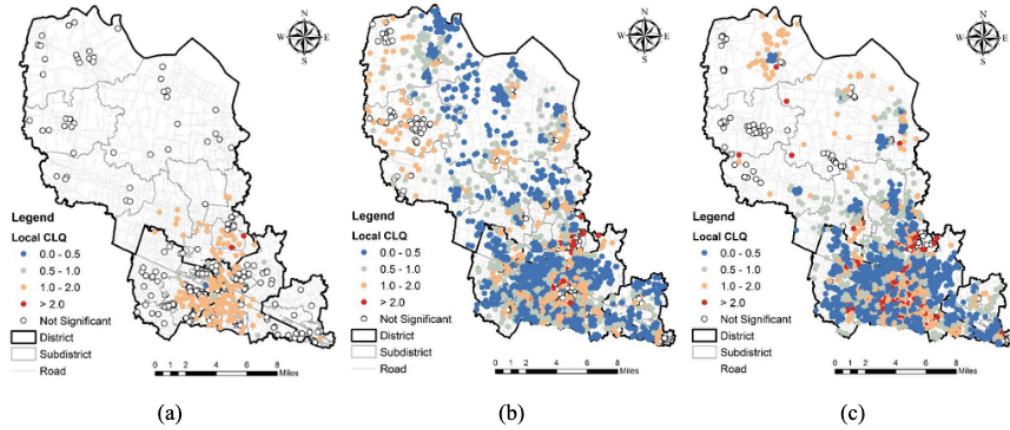 N
W E
S
Legend
Local CLQ
0.0 - 0.5
0.5 - 1.0
1.0 - 2.0
> 2.0
Not Significant
District
Subdistrict
Road
0 1 2 4 6 8
Miles
(a)
N
W E
S
Legend
Local CLQ
0.0 - 0.5
0.5 - 1.0
1.0 - 2.0
> 2.0
Not Significant
District
Subdistrict
Road
0 1 2 4 6 8
Miles
(b)
N
W E
S
Legend
Local CLQ
0.0 - 0.5
0.5 - 1.0
1.0 - 2.0
> 2.0
Not Significant
District
Subdistrict
Road
0 1 2 4 6 8
Miles
(c)